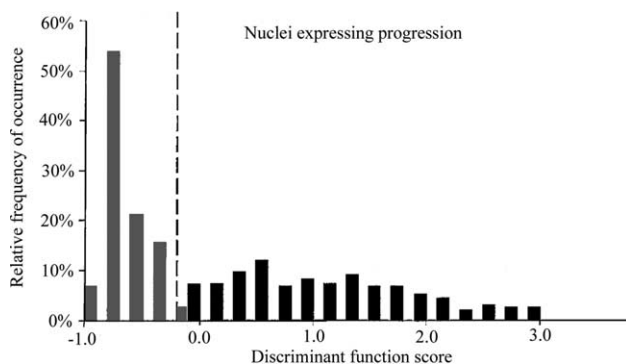 Nuclei expressing progression
Relative frequency of occurrence
60%
50%
40%
30%
20%
10%
0%
-1.0 0.0 1.0 2.0 3.0
Discriminant function score